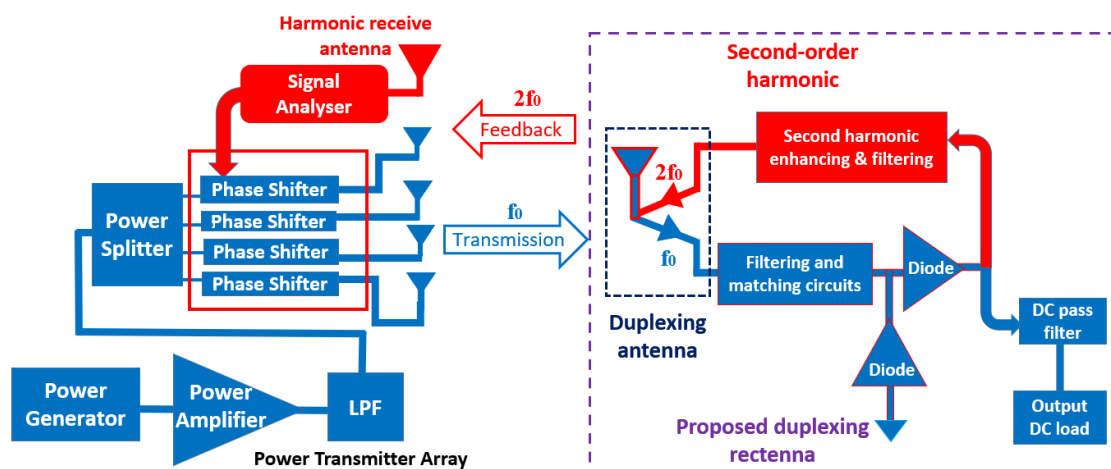 Harmonic receive
antenna
Signal
Analyser
Phase Shifter
Phase Shifter
Phase Shifter
Phase Shifter
Power
Splitter
Power
Generator
Power
Amplifier
LPF
Power Transmitter Array
2f₀
Feedback
f₀
Transmission
Second-order
harmonic
Second harmonic
enhancing & filtering
2f₀
f₀
Duplexing
antenna
Filtering and
matching circuits
Diode
Diode
DC pass
filter
Output
DC load
Proposed duplexing
rectenna